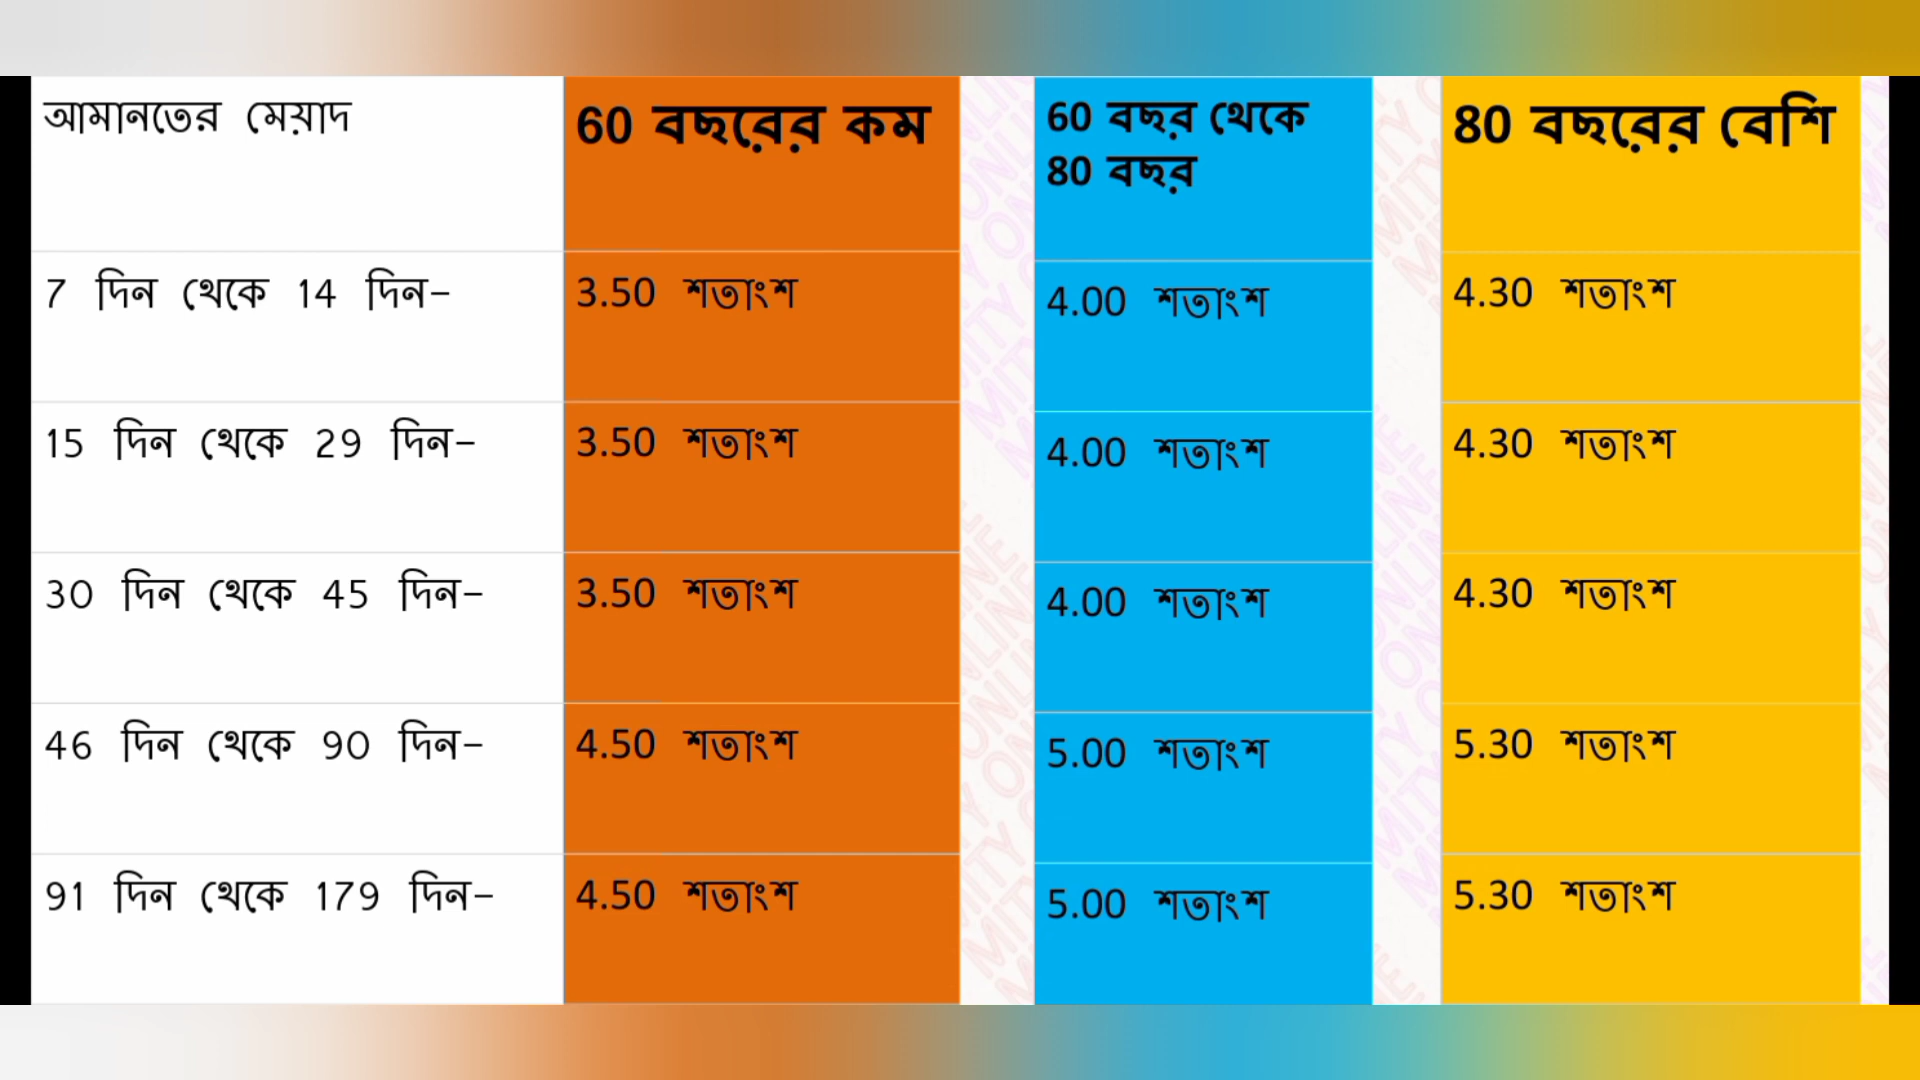 আমানতের মেয়াদ
60 বছরের কম
60 বছর থেকে
80 বছর
80 বছরের বেশি
7 দিন থেকে 14 দিন-
3.50 শতাংশ
4.00 শতাংশ
4.30 শতাংশ
15 দিন থেকে 29 দিন-
3.50 শতাংশ
4.00 শতাংশ
4.30 শতাংশ
30 দিন থেকে 45 দিন-
3.50 শতাংশ
4.00 শতাংশ
4.30 শতাংশ
46 দিন থেকে 90 দিন-
4.50 শতাংশ
5.00 শতাংশ
5.30 শতাংশ
91 দিন থেকে 179 দিন-
4.50 শতাংশ
5.00 শতাংশ
5.30 শতাংশ